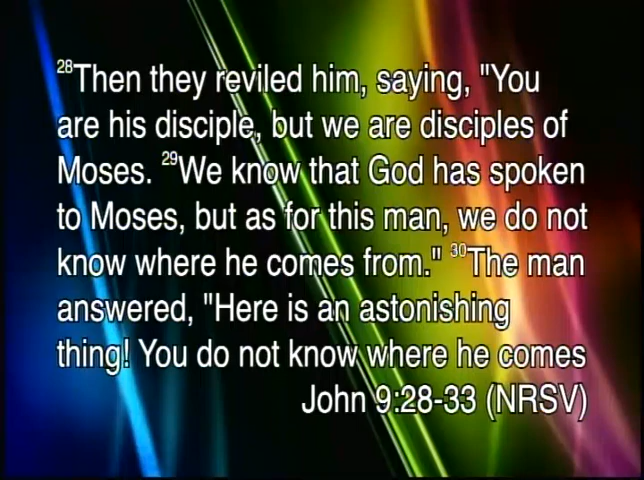 28Then they reviled him, saying, "You
are his disciple, but we are disciples of
Moses. 29We know that God has spoken
to Moses, but as for this man, we do not
know where he comes from." 30The man
answered, "Here is an astonishing
thing! You do not know where he comes
John 9:28-33 (NRSV)